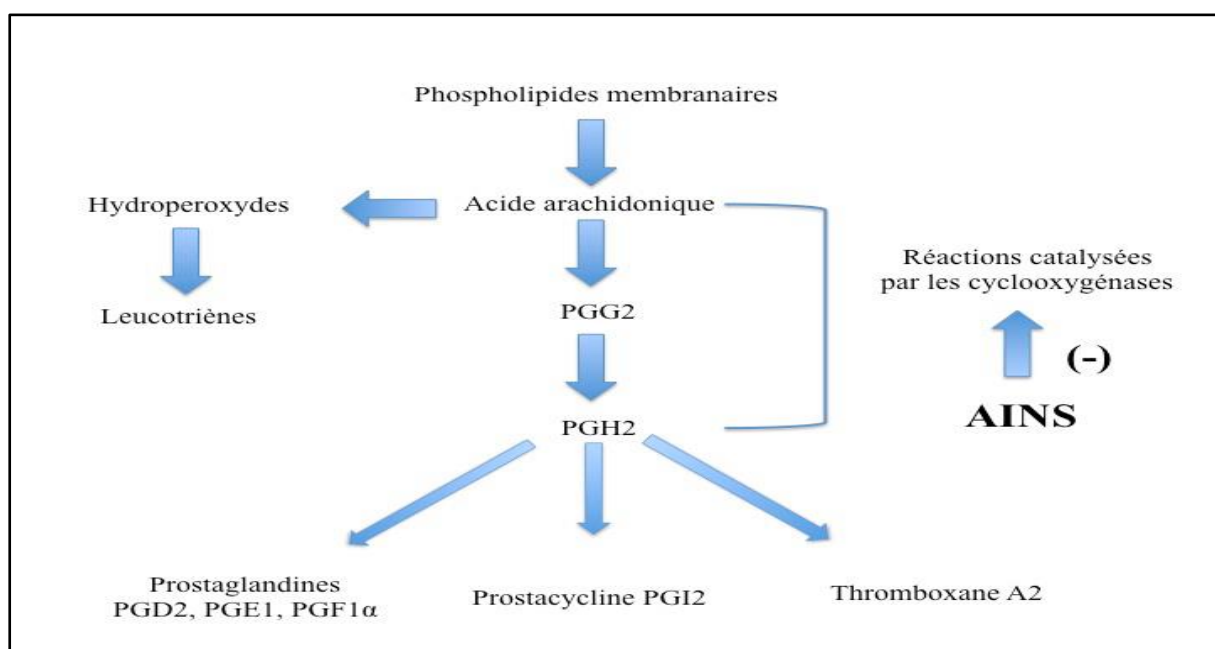 Phospholipides membranaires
Hydroperoxydes
Acide arachidonique
Réactions catalysées
par les cyclooxygénases
Leucotriènes
PGG2
(-)
AINS
PGH2
Prostaglandines
PGD2, PGE1, PGF1α
Prostacycline PGI2
Thromboxane A2